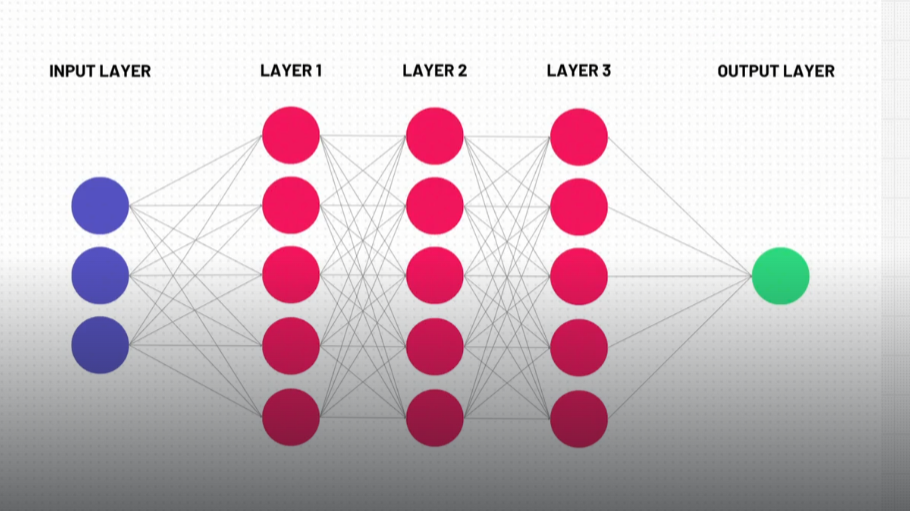 INPUT LAYER
LAYER 1
LAYER 2
LAYER 3
OUTPUT LAYER